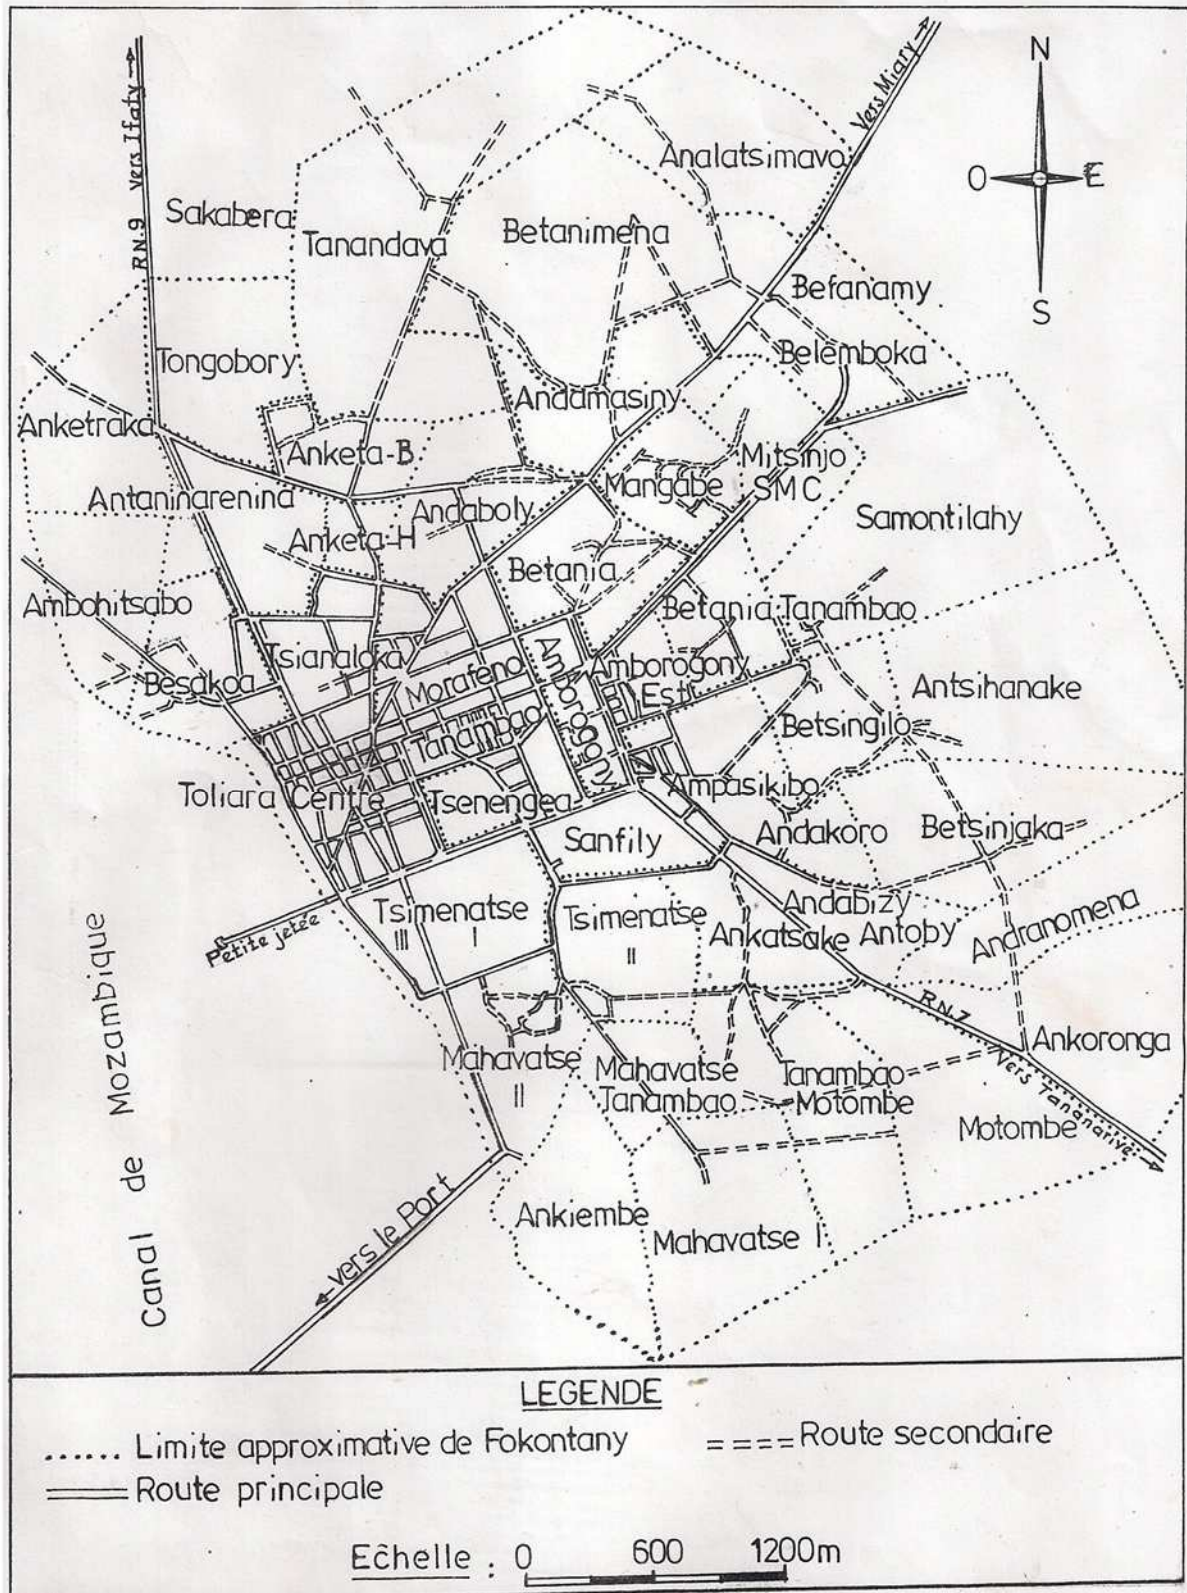 N
O E
S
RN.9 vers Ifaty
Vers Miary
Analatsimavo
Sakabera
Tanandava
Betanimena
Befanamy
Belemboka
Tongobory
Andamasiny
Anketraka
Anketa-B
Mitsinjo
SMC
Mangabe
Antaninarenina
Andaboly
Samontilahy
Anketa-H
Betania
Ambohitsabo
Betania-Tanambao
Tsianaloka
Morafeno
Amborogony
Amborogony
Est
Besakoa
Antsihanake
Tanambao
II
Betsingilo
Toliara Centre
Tsenengea
Ampasikibo
Sanfily
Andakoro
Betsinjaka
Tsimenatse
III I
Tsimenatse
II
Andabizy
Ankatsake
Antoby
Andranomena
Petite jetée
Canal de Mozambique
RN.7
Vers Tananarive
Ankoronga
Mahavatse
II
Mahavatse
Tanambao
Tanambao
Motombe
Motombe
Ankiembe
Mahavatse I
vers le Port
LEGENDE
...... Limite approximative de Fokontany
==== Route secondaire
Route principale
Echelle : 0 600 1200m